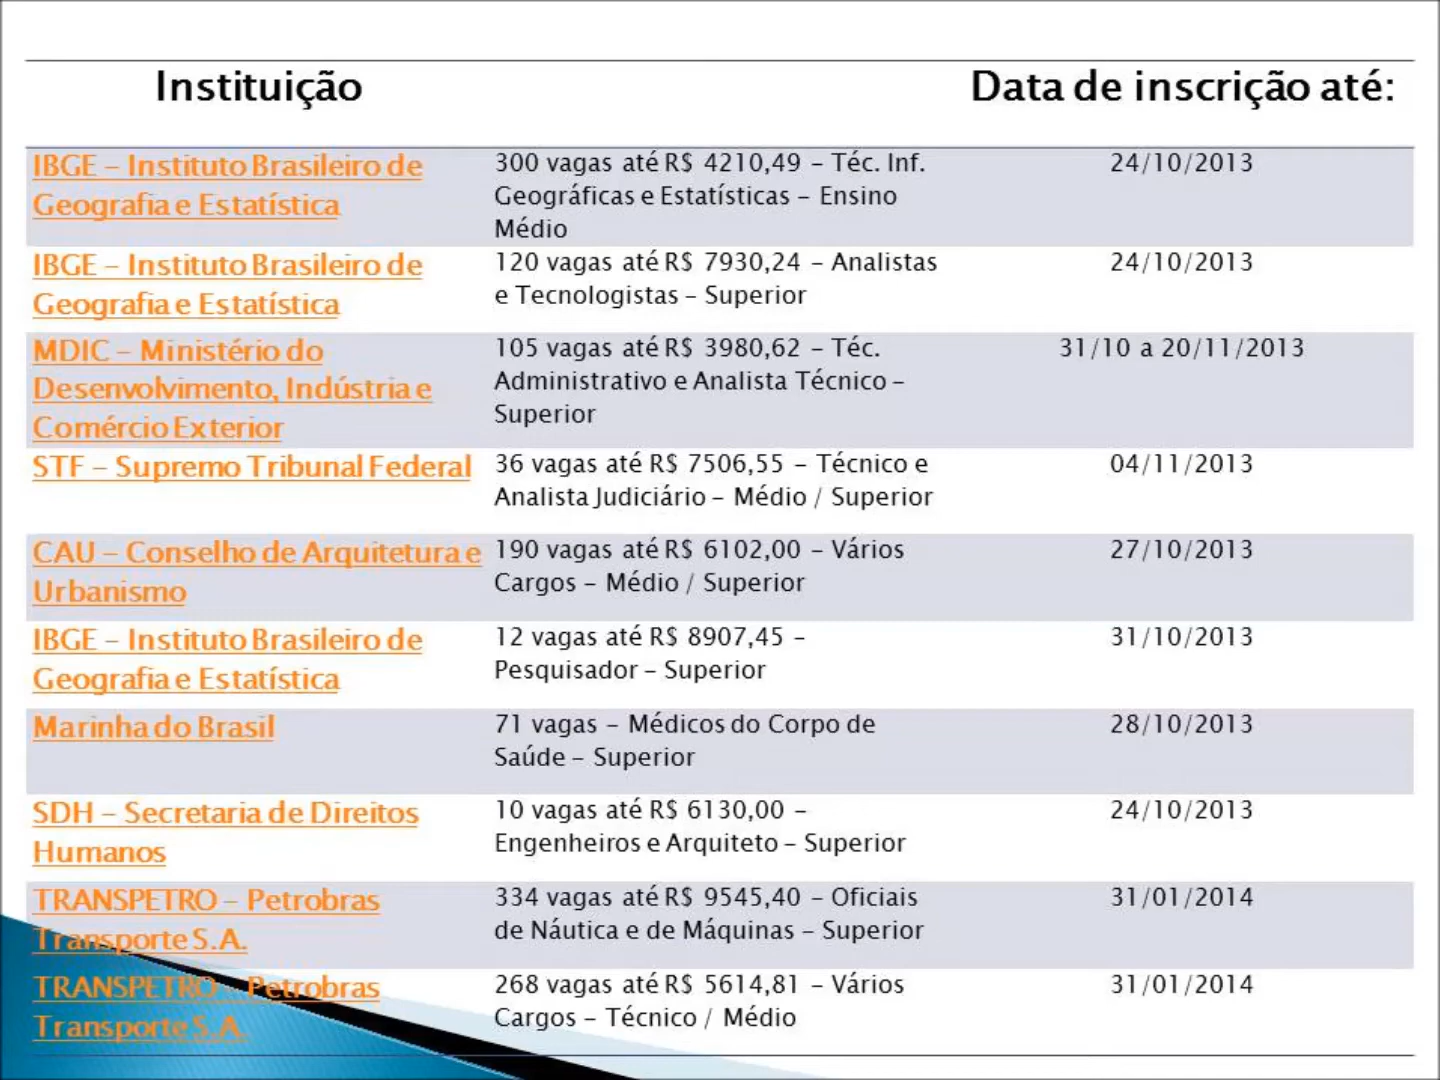 Instituição
Data de inscrição até:
IBGE – Instituto Brasileiro de
Geografia e Estatística
300 vagas até R$ 4210,49 – Téc. Inf.
Geográficas e Estatísticas – Ensino
Médio
24/10/2013
IBGE – Instituto Brasileiro de
Geografia e Estatística
120 vagas até R$ 7930,24 – Analistas
e Tecnologistas – Superior
24/10/2013
MDIC – Ministério do
Desenvolvimento, Indústria e
Comércio Exterior
105 vagas até R$ 3980,62 – Téc.
Administrativo e Analista Técnico –
Superior
31/10 a 20/11/2013
STF – Supremo Tribunal Federal
36 vagas até R$ 7506,55 – Técnico e
Analista Judiciário – Médio / Superior
04/11/2013
CAU – Conselho de Arquitetura e
Urbanismo
190 vagas até R$ 6102,00 – Vários
Cargos – Médio / Superior
27/10/2013
IBGE – Instituto Brasileiro de
Geografia e Estatística
12 vagas até R$ 8907,45 –
Pesquisador – Superior
31/10/2013
Marinha do Brasil
71 vagas – Médicos do Corpo de
Saúde – Superior
28/10/2013
SDH – Secretaria de Direitos
Humanos
10 vagas até R$ 6130,00 –
Engenheiros e Arquiteto – Superior
24/10/2013
TRANSPETRO – Petrobras
Transporte S.A.
334 vagas até R$ 9545,40 – Oficiais
de Náutica e de Máquinas – Superior
31/01/2014
TRANSPETRO – Petrobras
Transporte S.A.
268 vagas até R$ 5614,81 – Vários
Cargos – Técnico / Médio
31/01/2014